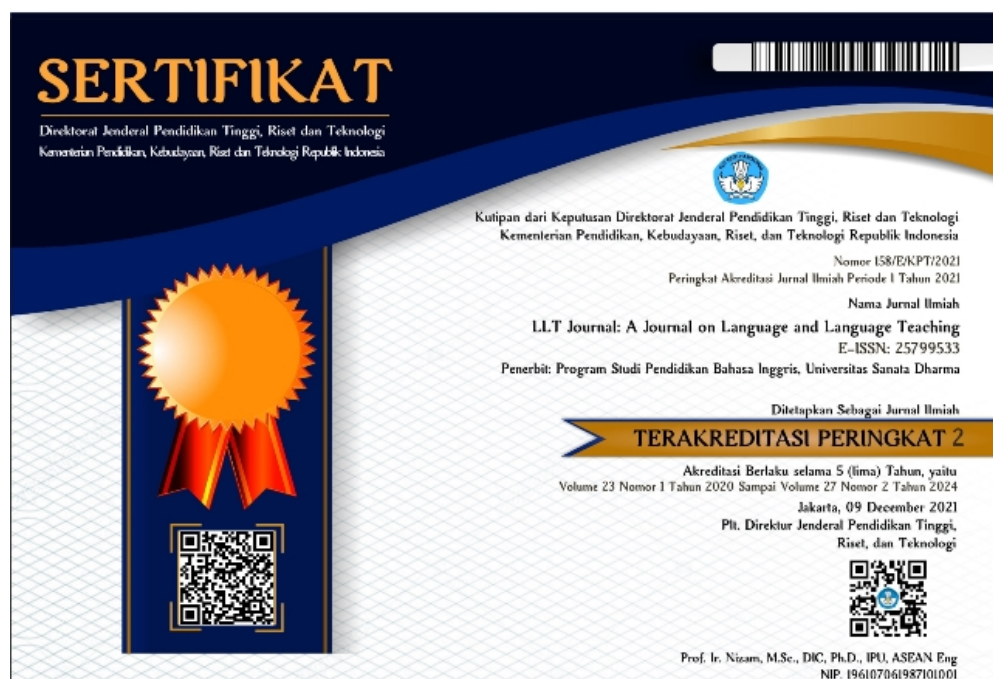 SERTIFIKAT
Direktorat Jenderal Pendidikan Tinggi, Riset dan Teknologi
Kementerian Pendidikan, Kebudayaan, Riset dan Teknologi Republik Indonesia
Kutipan dari Keputusan Direktorat Jenderal Pendidikan Tinggi, Riset dan Teknologi
Kementerian Pendidikan, Kebudayaan, Riset, dan Teknologi Republik Indonesia
Nomor 158/E/KPT/2021
Peringkat Akreditasi Jurnal Ilmiah Periode I Tahun 2021
Nama Jurnal Ilmiah
LLT Journal: A Journal on Language and Language Teaching
E-ISSN: 25799533
Penerbit: Program Studi Pendidikan Bahasa Inggris, Universitas Sanata Dharma
Ditetapkan Sebagai Jurnal Ilmiah
TERAKREDITASI PERINGKAT 2
Akreditasi Berlaku selama 5 (lima) Tahun, yaitu
Volume 23 Nomor 1 Tahun 2020 Sampai Volume 27 Nomor 2 Tahun 2024
Jakarta, 09 December 2021
Plt. Direktur Jenderal Pendidikan Tinggi,
Riset, dan Teknologi
Prof. Ir. Nizam, M.Sc., DIC, Ph.D., IPU, ASEAN Eng
NIP. 196107061987101001